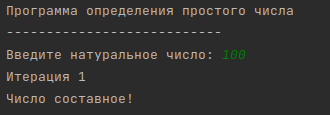 Программа определения простого числа
---------------------------
Введите натуральное число: 100
Итерация 1
Число составное!